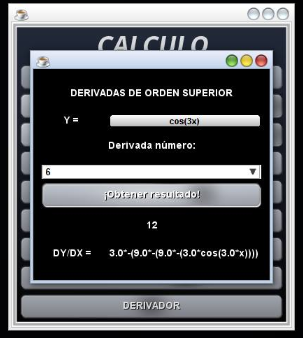 CALCULO
DERIVADAS DE ORDEN SUPERIOR
Y = cos(3x)
Derivada número:
6
¡Obtener resultado!
12
DY/DX = 3.0*-(9.0*-(9.0*-(3.0*cos(3.0*x))))
DERIVADOR